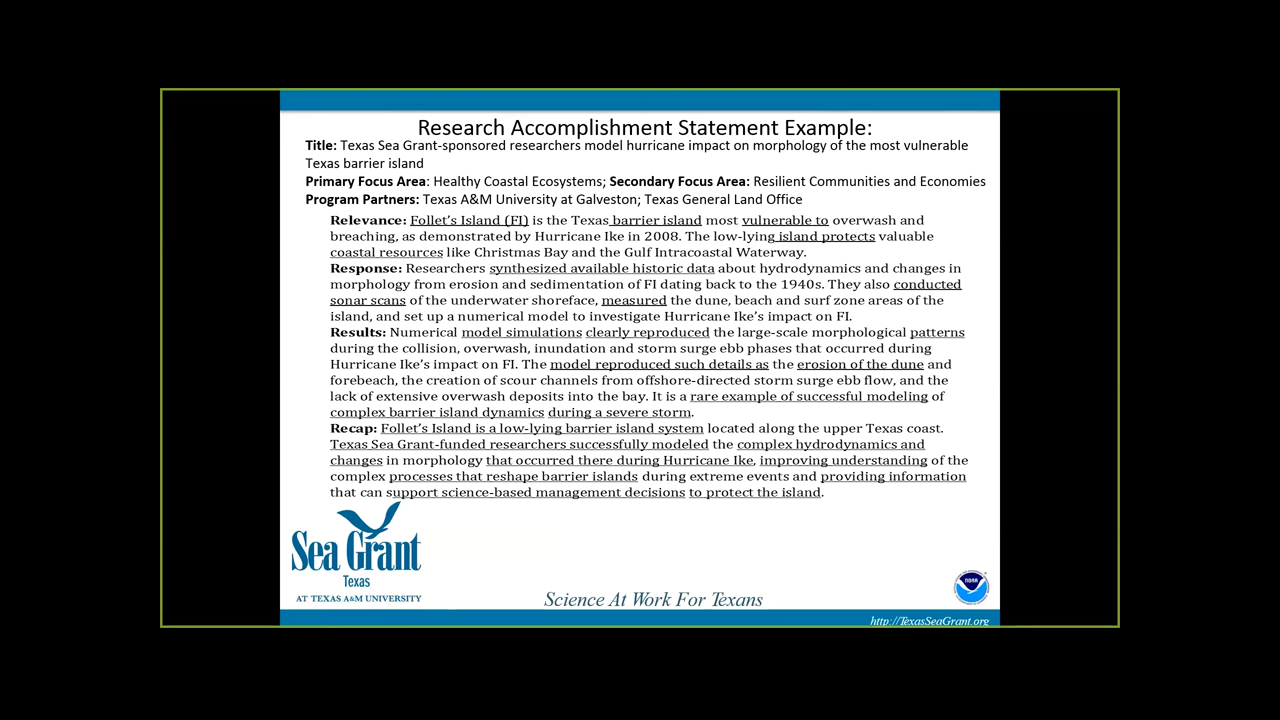 Research Accomplishment Statement Example:
Title: Texas Sea Grant-sponsored researchers model hurricane impact on morphology of the most vulnerable
Texas barrier island
Primary Focus Area: Healthy Coastal Ecosystems; Secondary Focus Area: Resilient Communities and Economies
Program Partners: Texas A&M University at Galveston; Texas General Land Office
Relevance: Follet's Island (FI) is the Texas barrier island most vulnerable to overwash and
breaching, as demonstrated by Hurricane Ike in 2008. The low-lying island protects valuable
coastal resources like Christmas Bay and the Gulf Intracoastal Waterway.
Response: Researchers synthesized available historic data about hydrodynamics and changes in
morphology from erosion and sedimentation of FI dating back to the 1940s. They also conducted
sonar scans of the underwater shoreface, measured the dune, beach and surf zone areas of the
island, and set up a numerical model to investigate Hurricane Ike's impact on FI.
Results: Numerical model simulations clearly reproduced the large-scale morphological patterns
during the collision, overwash, inundation and storm surge ebb phases that occurred during
Hurricane Ike's impact on FI. The model reproduced such details as the erosion of the dune and
forebeach, the creation of scour channels from offshore-directed storm surge ebb flow, and the
lack of extensive overwash deposits into the bay. It is a rare example of successful modeling of
complex barrier island dynamics during a severe storm.
Recap: Follet's Island is a low-lying barrier island system located along the upper Texas coast.
Texas Sea Grant-funded researchers successfully modeled the complex hydrodynamics and
changes in morphology that occurred there during Hurricane Ike, improving understanding of the
complex processes that reshape barrier islands during extreme events and providing information
that can support science-based management decisions to protect the island.
Sea Grant
Texas
AT TEXAS A&M UNIVERSITY
Science At Work For Texans
NOAA
http://TexasSeaGrant.org